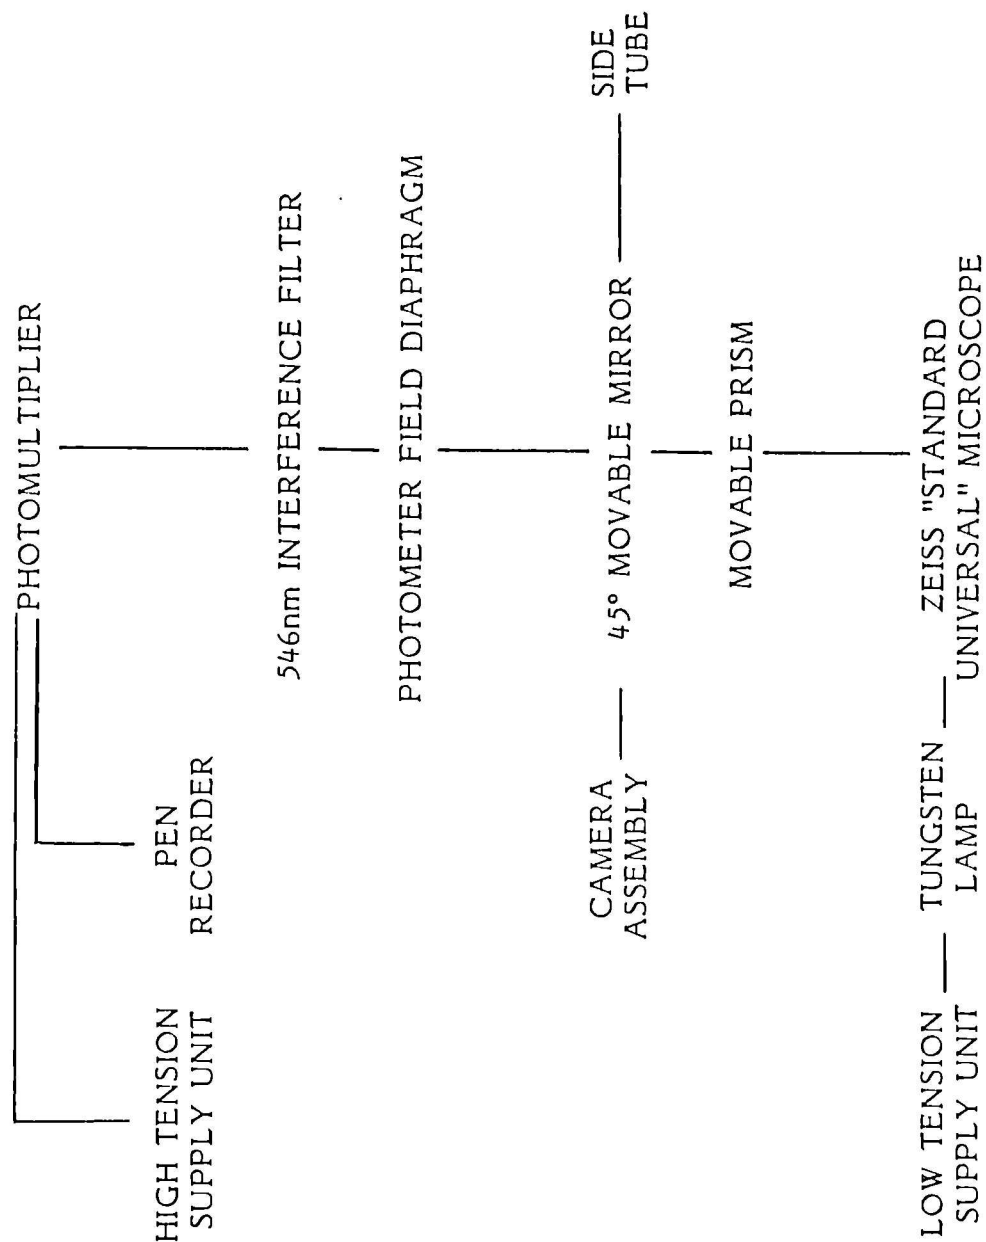 PHOTOMULTIPLIER
HIGH TENSION
SUPPLY UNIT
PEN
RECORDER
546nm INTERFERENCE FILTER
PHOTOMETER FIELD DIAPHRAGM
CAMERA
ASSEMBLY
45° MOVABLE MIRROR
SIDE
TUBE
MOVABLE PRISM
LOW TENSION
SUPPLY UNIT
TUNGSTEN
LAMP
ZEISS "STANDARD
UNIVERSAL" MICROSCOPE